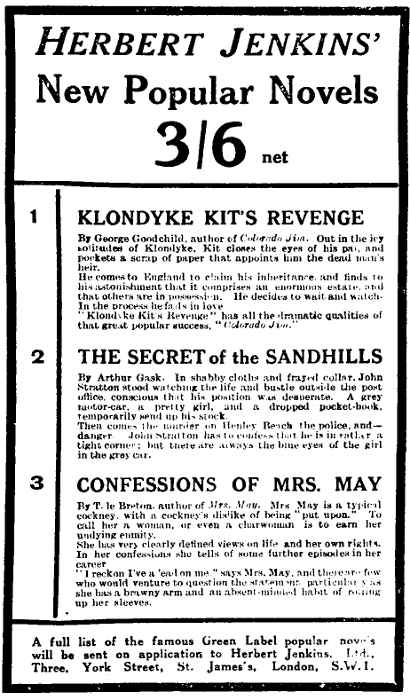 HERBERT JENKINS'
New Popular Novels
3/6 net
1 KLONDYKE KIT'S REVENGE
By George Goodchild, author of Colorado Jim. Out in the icy
solitudes of Klondyke, Kit closes the eyes of his pal, and
pockets a scrap of paper that appoints him the dead man's
heir.
He comes to England to claim his inheritance, and finds to
his astonishment that it comprises an enormous estate, and
that others are in possession. He decides to wait and watch.
In the process he falls in love
"Klondyke Kit's Revenge" has all the dramatic qualities of
that great popular success, "Colorado Jim."
2 THE SECRET of the SANDHILLS
By Arthur Gask. In shabby cloths and frayed collar, John
Stratton stood watching the life and bustle outside the post
office, conscious that his position was desperate. A grey
motor-car, a pretty girl, and a dropped pocket-book,
temporarily send up his stock.
Then comes the murder on Henley Beach the police, and—
danger. John Stratton has to confess that he is in rather a
tight corner; but there are always the blue eyes of the girl
in the grey car.
3 CONFESSIONS OF MRS. MAY
By T. le Breton, author of Mrs. May. Mrs May is a typical
cockney, with a cockney's dislike of being "put upon." To
call her a woman, or even a charwoman is to earn her
undying enmity.
She has very clearly defined views on life and her own rights.
In her confessions she tells of some further episodes in her
career
"I reckon I've a 'ead on me" says Mrs. May, and there are few
who would venture to question the statement, particularly as
she has a brawny arm and an absent-minded habit of rolling
up her sleeves.
A full list of the famous Green Label popular novels
will be sent on application to Herbert Jenkins, Ltd.,
Three, York Street, St. James's, London, S.W.1.